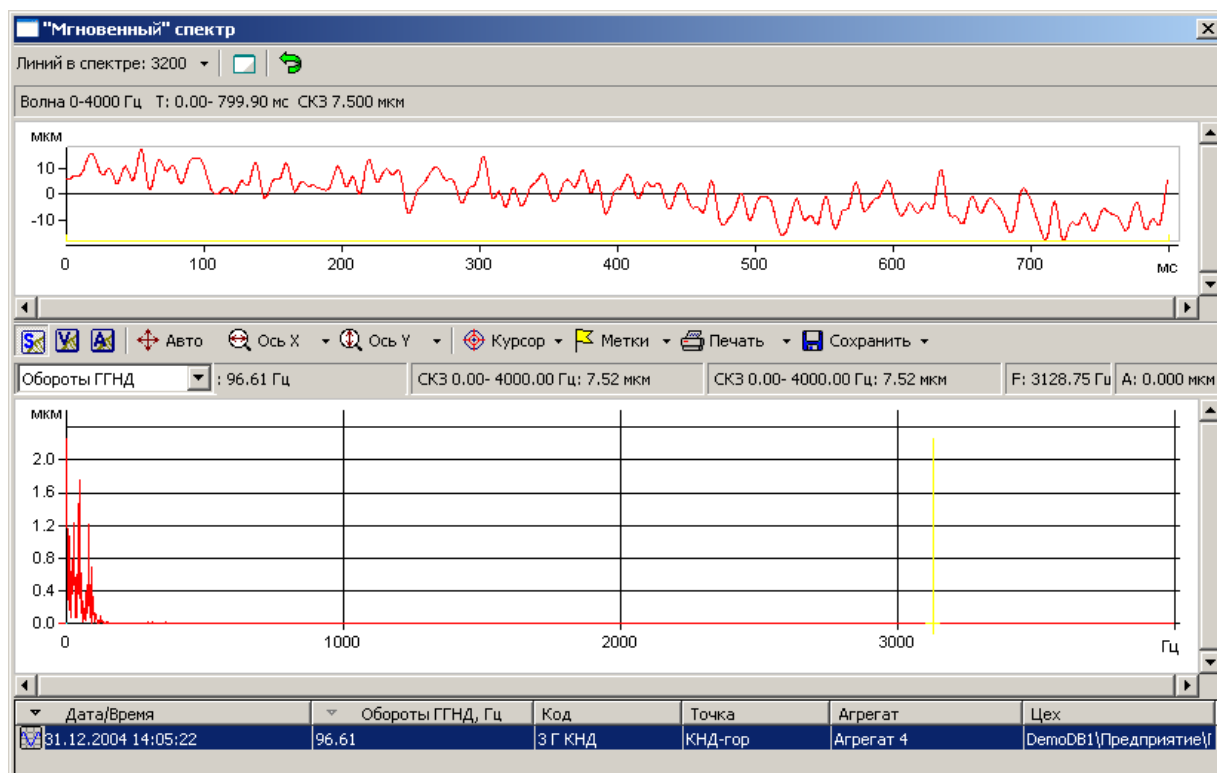 "Мгновенный" спектр
Линий в спектре: 3200
Волна 0-4000 Гц T: 0.00- 799.90 мс СКЗ 7.500 мкм
мкм
10
0
-10
0 100 200 300 400 500 600 700 мс
S V A Авто Ось X Ось Y Курсор Метки Печать Сохранить
Обороты ГГНД : 96.61 Гц СКЗ 0.00- 4000.00 Гц: 7.52 мкм СКЗ 0.00- 4000.00 Гц: 7.52 мкм F: 3128.75 Гц A: 0.000 мкм
мкм
2.0
1.6
1.2
0.8
0.4
0.0
0 1000 2000 3000 Гц
Дата/Время Обороты ГГНД, Гц Код Точка Агрегат Цех
31.12.2004 14:05:22 96.61 3 Г КНД КНД-гор Агрегат 4 DemoDB1\Предприятие\